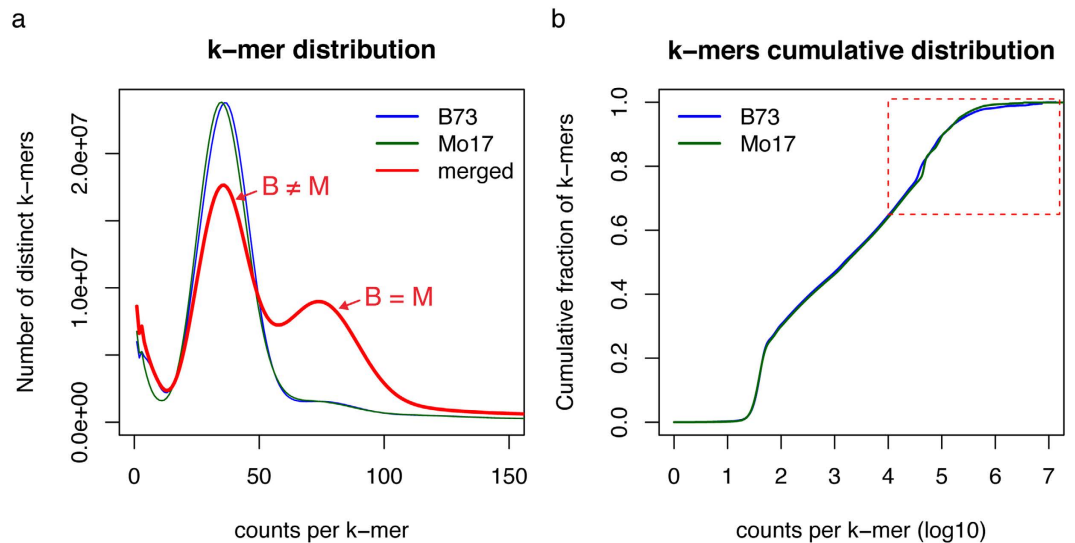 a
k−mer distribution
B73
Mo17
merged
B ≠ M
B = M
Number of distinct k−mers
0.0e+00
1.0e+07
2.0e+07
0
50
100
150
counts per k−mer
b
k−mers cumulative distribution
B73
Mo17
Cumulative fraction of k−mers
0.0
0.2
0.4
0.6
0.8
1.0
0
1
2
3
4
5
6
7
counts per k−mer (log10)